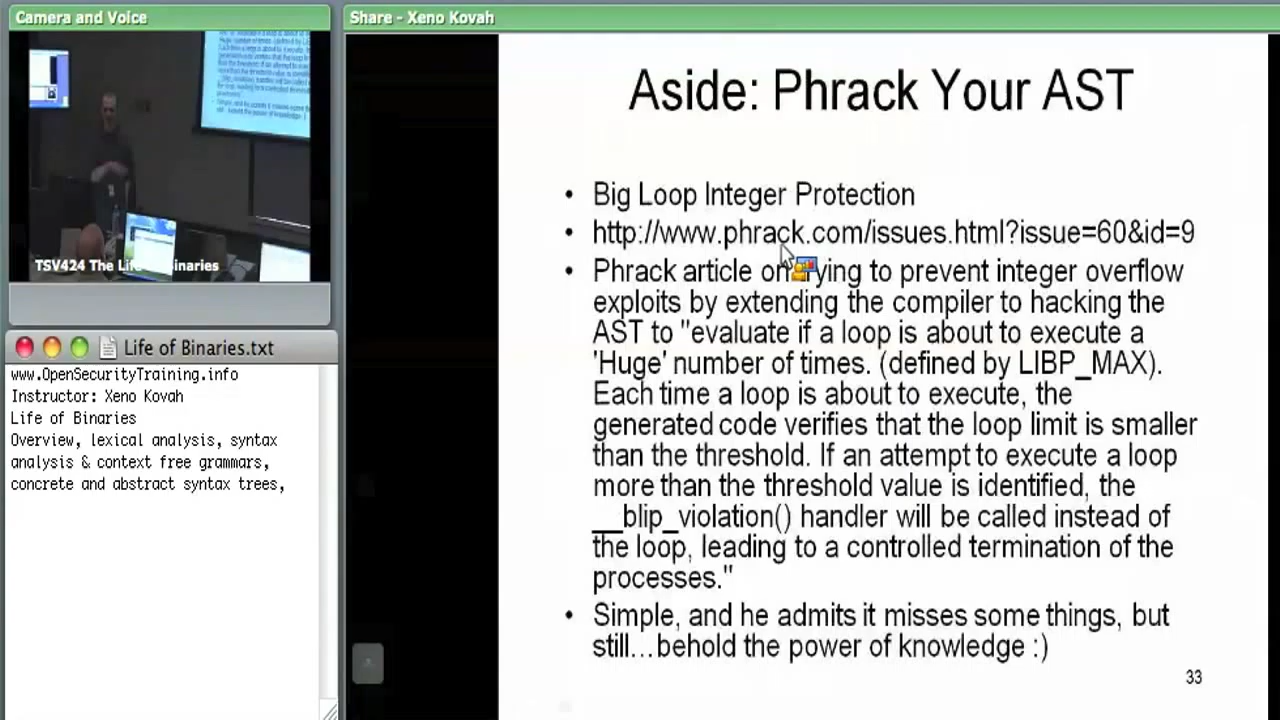 Camera and Voice
TSV424 The Li Binaries
Life of Binaries.txt
www.OpenSecurityTraining.info
Instructor: Xeno Kovah
Life of Binaries
Overview, lexical analysis, syntax
analysis & context free grammars,
concrete and abstract syntax trees,
Share - Xeno Kovah
Aside: Phrack Your AST
• Big Loop Integer Protection
• http://www.phrack.com/issues.html?issue=60&id=9
• Phrack article on rying to prevent integer overflow
exploits by extending the compiler to hacking the
AST to "evaluate if a loop is about to execute a
'Huge' number of times. (defined by LIBP_MAX).
Each time a loop is about to execute, the
generated code verifies that the loop limit is smaller
than the threshold. If an attempt to execute a loop
more than the threshold value is identified, the
__blip_violation() handler will be called instead of
the loop, leading to a controlled termination of the
processes."
• Simple, and he admits it misses some things, but
still...behold the power of knowledge :)
33